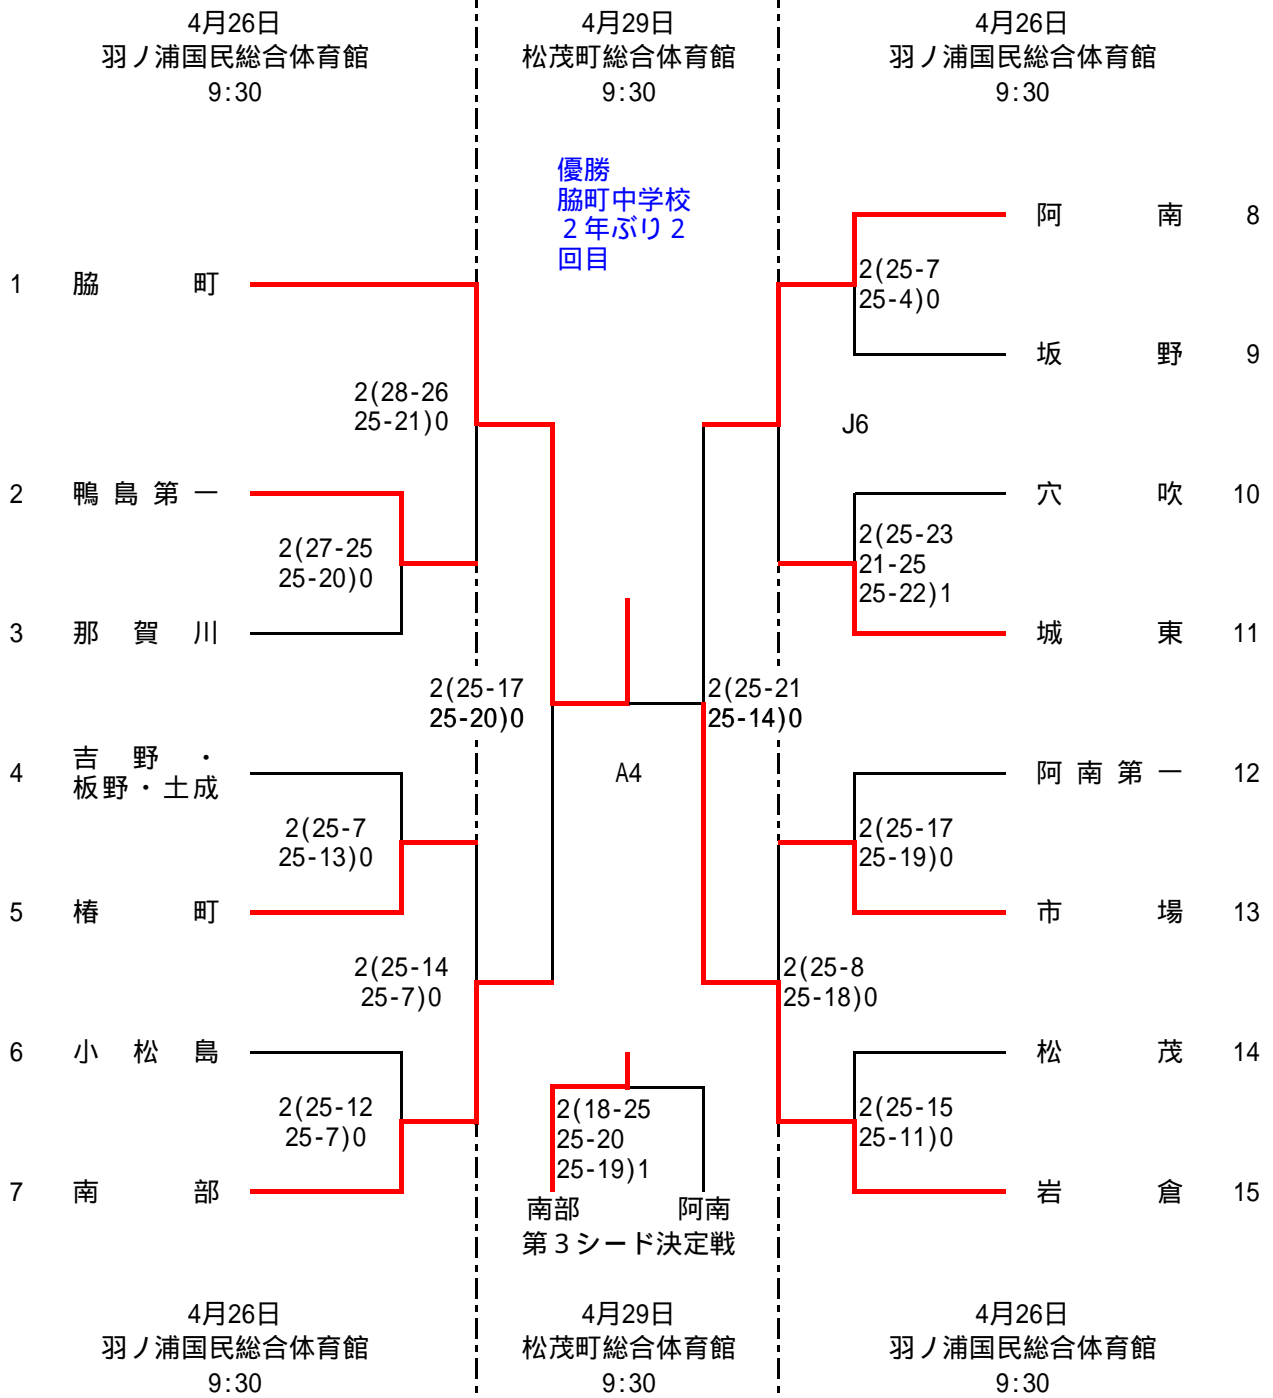 4月26日
羽ノ浦国民総合体育館
9:30
4月29日
松茂町総合体育館
9:30
4月26日
羽ノ浦国民総合体育館
9:30
優勝
脇町中学校
２年ぶり２
回目
1 脇町
2(28-26
25-21)0
2 鴨島第一
2(27-25
25-20)0
3 那賀川
2(25-17
25-20)0
4 吉野・
板野・土成
2(25-7
25-13)0
5 椿町
2(25-14
25-7)0
6 小松島
2(25-12
25-7)0
7 南部
A4
2(18-25
25-20
25-19)1
南部 阿南
第３シード決定戦
阿南 8
2(25-7
25-4)0
坂野 9
J6
穴吹 10
2(25-23
21-25
25-22)1
城東 11
2(25-21
25-14)0
阿南第一 12
2(25-17
25-19)0
市場 13
2(25-8
25-18)0
松茂 14
2(25-15
25-11)0
岩倉 15
4月26日
羽ノ浦国民総合体育館
9:30
4月29日
松茂町総合体育館
9:30
4月26日
羽ノ浦国民総合体育館
9:30